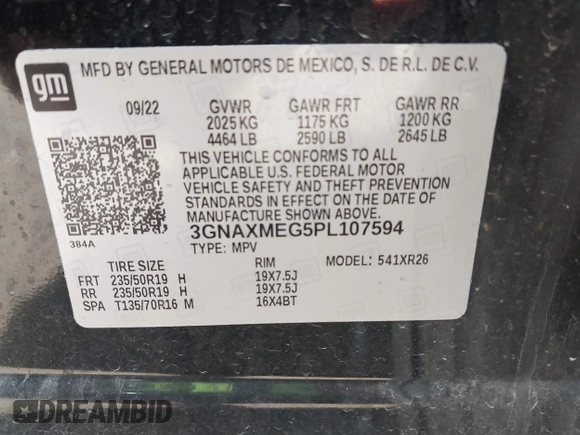 gm MFD BY GENERAL MOTORS DE MEXICO, S. DE R.L. DE C.V.
09/22 GVWR GAWR FRT GAWR RR
2025 KG 1175 KG 1200 KG
4464 LB 2590 LB 2645 LB
THIS VEHICLE CONFORMS TO ALL
APPLICABLE U.S. FEDERAL MOTOR
VEHICLE SAFETY AND THEFT PREVENTION
STANDARDS IN EFFECT ON THE DATE OF
MANUFACTURE SHOWN ABOVE.
384A
3GNAXMEG5PL107594
TYPE: MPV MODEL: 541XR26
TIRE SIZE RIM
FRT 235/50R19 H 19X7.5J
RR 235/50R19 H 19X7.5J
SPA T135/70R16 M 16X4BT
DREAMBID